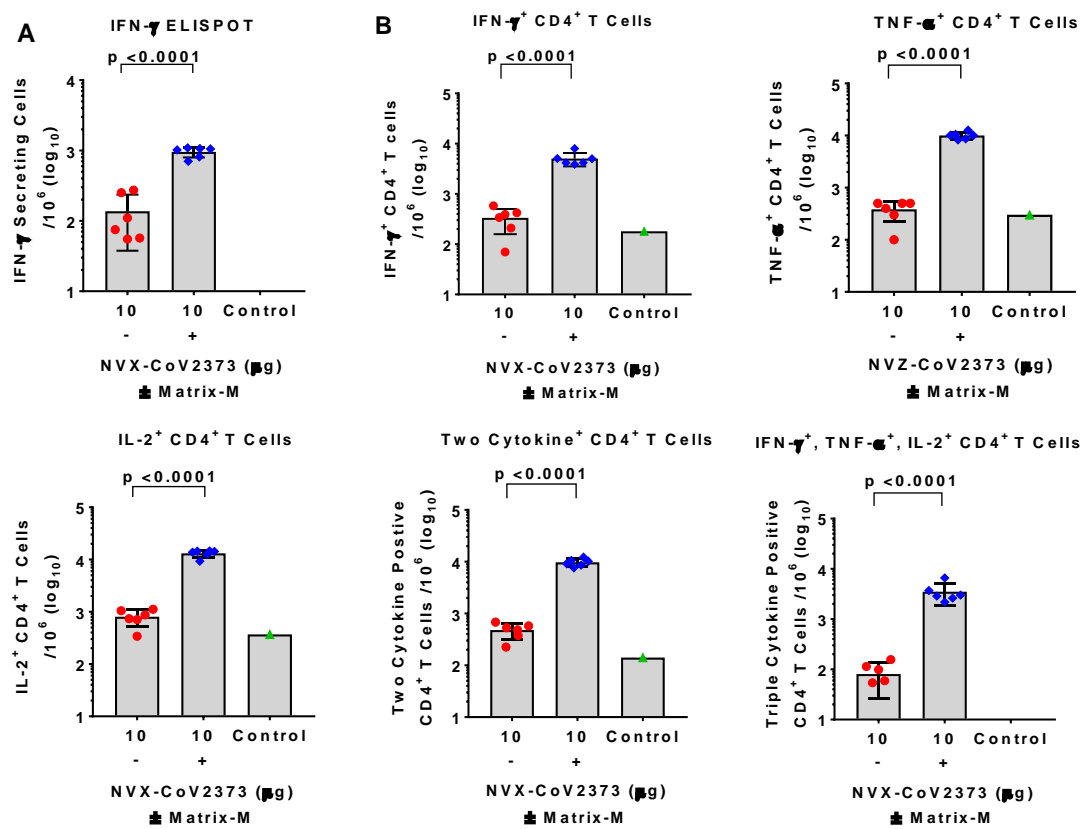 A
IFN-γ ELISPOT
p <0.0001
IFN-γ Secreting Cells
/10⁶ (log₁₀)
4
3
2
1
10 10 Control
- +
NVX-CoV2373 (μg)
± Matrix-M
B
IFN-γ⁺ CD4⁺ T Cells
p <0.0001
IFN-γ⁺ CD4⁺ T cells
/10⁶ (log₁₀)
5
4
3
2
1
10 10 Control
- +
NVX-CoV2373 (μg)
± Matrix-M
TNF-α⁺ CD4⁺ T Cells
p <0.0001
TNF-α⁺ CD4⁺ T Cells
/10⁶ (log₁₀)
5
4
3
2
1
10 10 Control
- +
NVZ-CoV2373 (μg)
± Matrix-M
IL-2⁺ CD4⁺ T Cells
p <0.0001
IL-2⁺ CD4⁺ T Cells
/10⁶ (log₁₀)
5
4
3
2
1
10 10 Control
- +
NVX-CoV2373 (μg)
± Matrix-M
Two Cytokine⁺ CD4⁺ T Cells
p <0.0001
Two Cytokine Postive
CD4⁺ T Cells /10⁶ (log₁₀)
5
4
3
2
1
10 10 Control
- +
NVX-CoV2373 (μg)
± Matrix-M
IFN-γ⁺, TNF-α⁺, IL-2⁺ CD4⁺ T Cells
p <0.0001
Triple Cytokine Positive
CD4⁺ T Cells /10⁶ (log₁₀)
5
4
3
2
1
10 10 Control
- +
NVX-CoV2373 (μg)
± Matrix-M